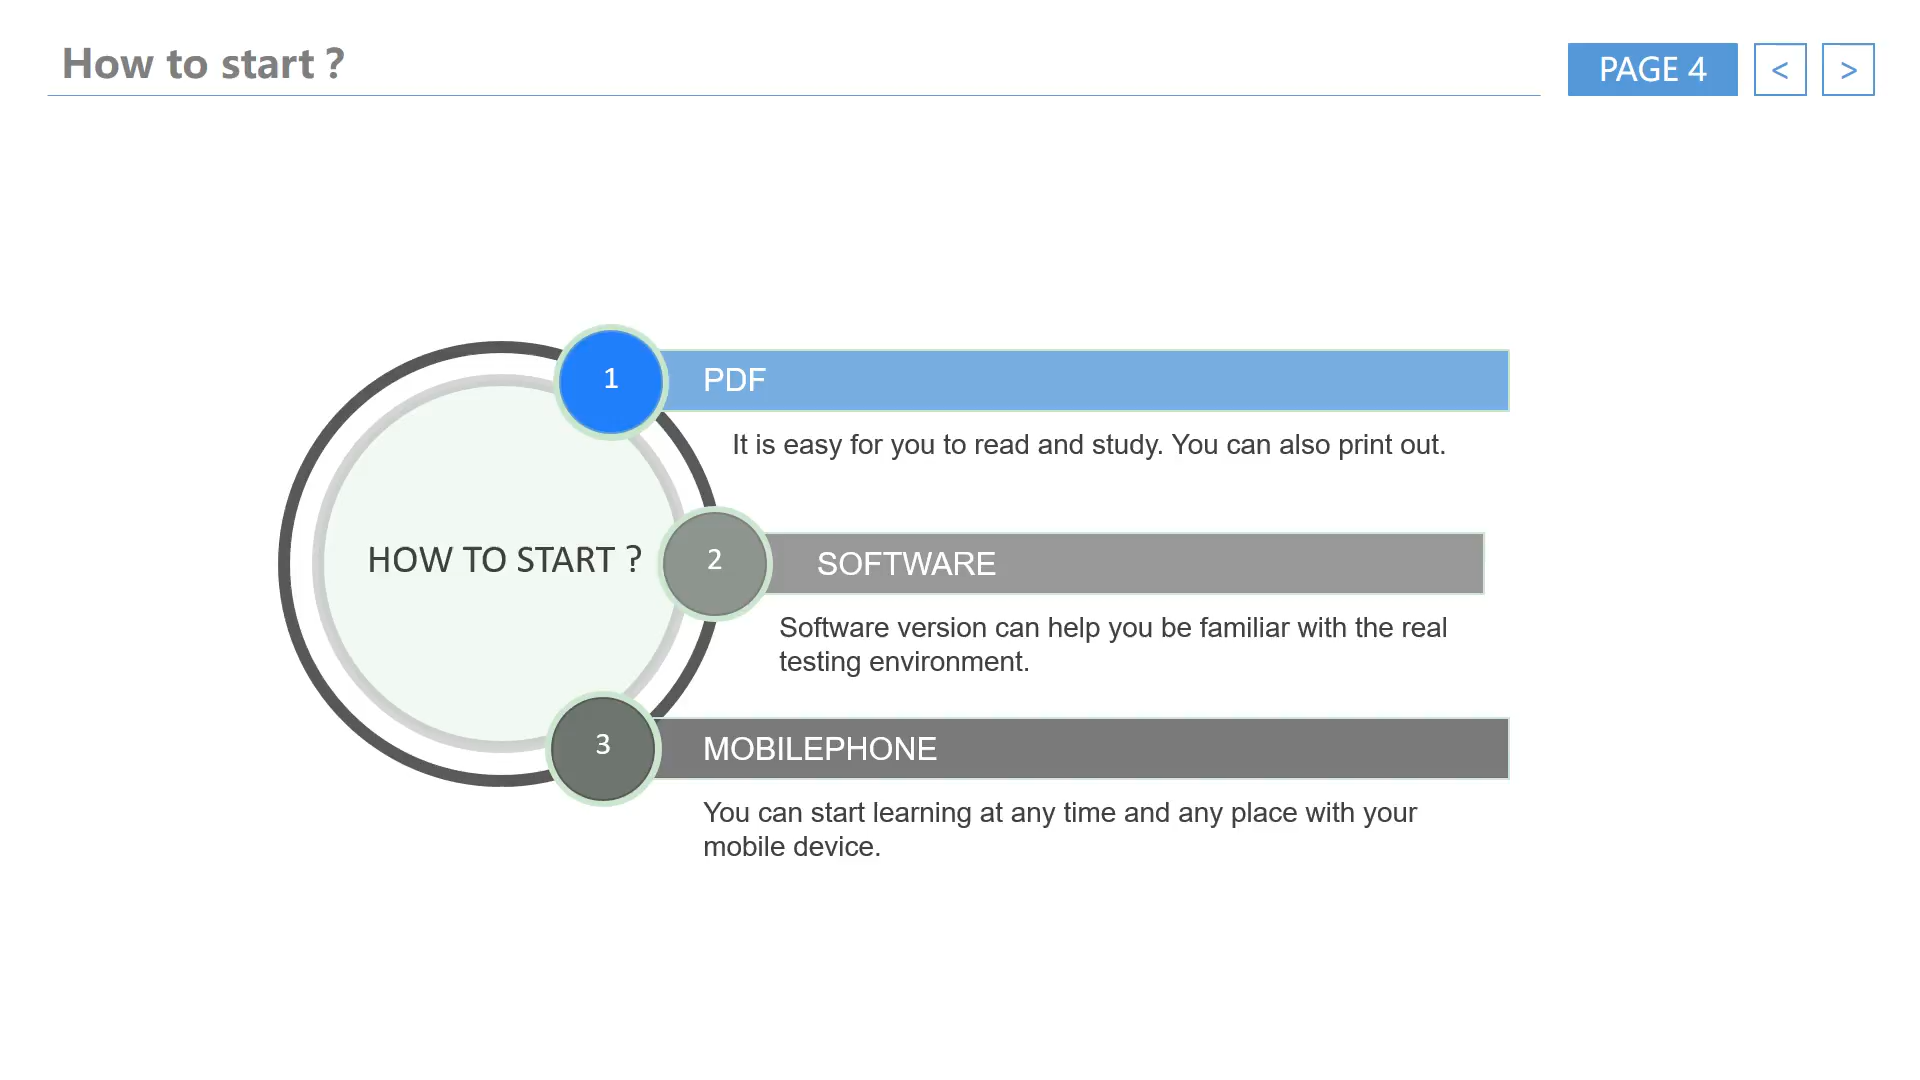 How to start ?
PAGE 4
<
>
1
PDF
It is easy for you to read and study. You can also print out.
HOW TO START ?
2
SOFTWARE
Software version can help you be familiar with the real
testing environment.
3
MOBILEPHONE
You can start learning at any time and any place with your
mobile device.